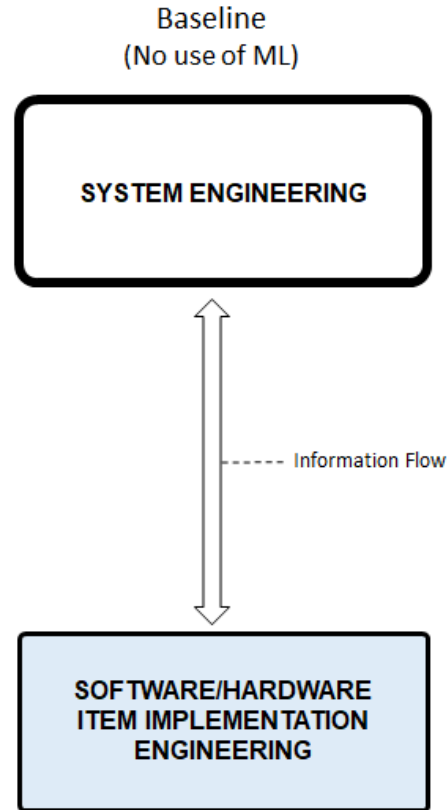 Baseline
(No use of ML)
SYSTEM ENGINEERING
Information Flow
SOFTWARE/HARDWARE
ITEM IMPLEMENTATION
ENGINEERING